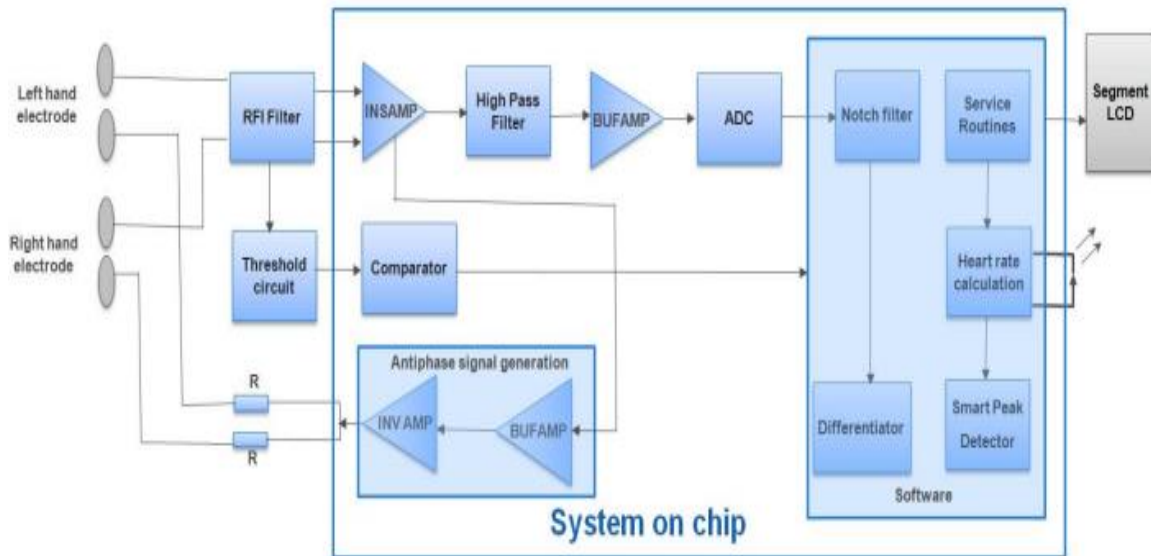 Left hand
electrode
Right hand
electrode
RFI Filter
Threshold
circuit
INSAMP
High Pass
Filter
BUFAMP
ADC
Comparator
Antiphase signal generation
INV AMP
BUFAMP
R
R
Notch filter
Service
Routines
Heart rate
calculation
Differentiator
Smart Peak
Detector
Software
Segment
LCD
System on chip